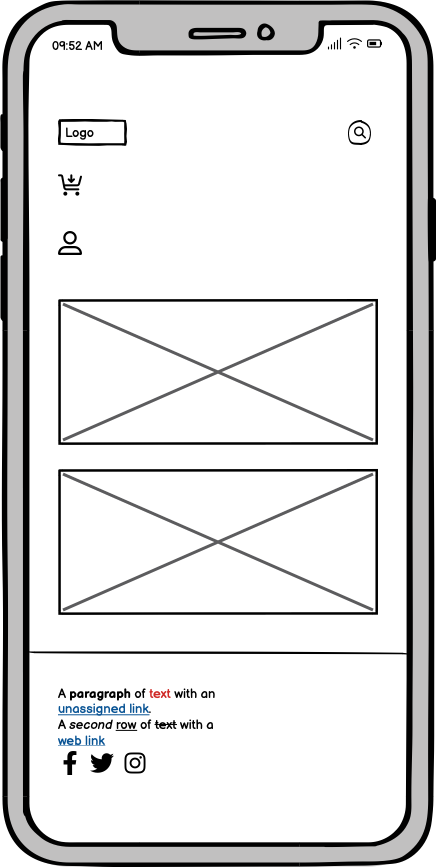 09:52 AM
Logo
A paragraph of text with an
unassigned link.
A second row of text with a
web link